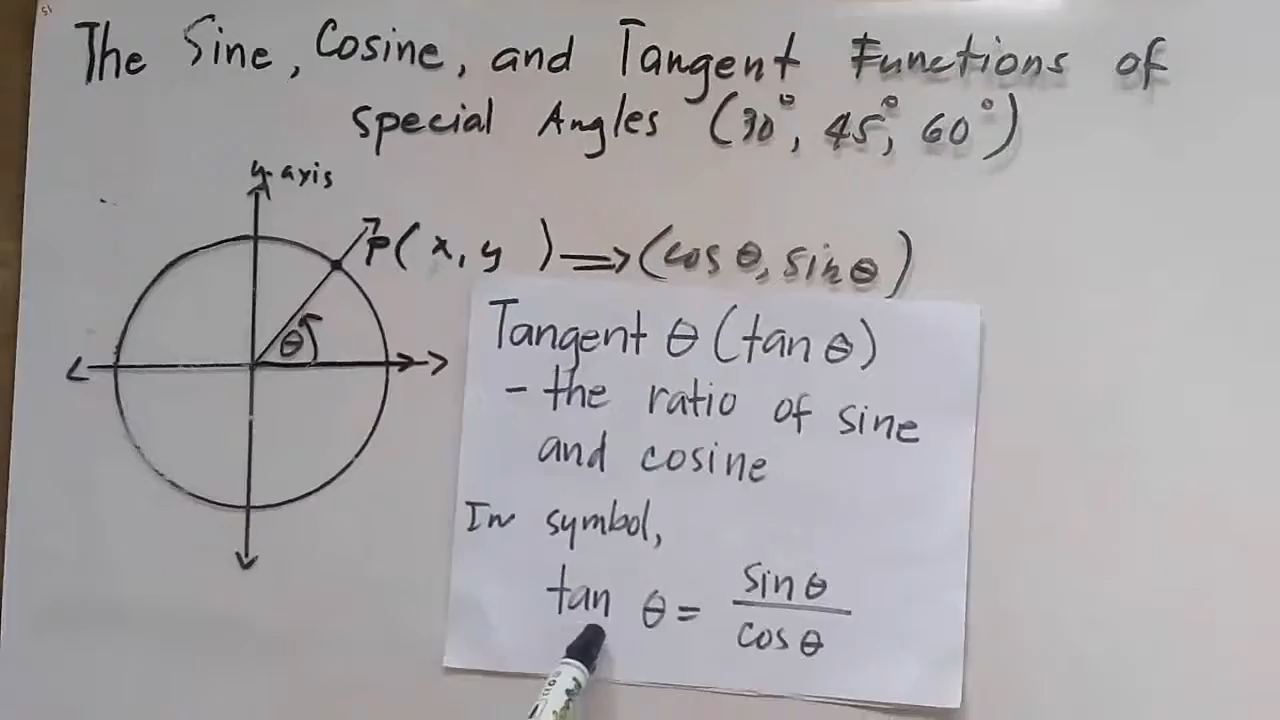 The Sine, Cosine, and Tangent Functions of
special Angles (30°, 45°, 60°)
y-axis
P(x, y) ⟹ (cos θ, sin θ)
θ
Tangent θ (tan θ)
- the ratio of sine
and cosine
In symbol,
tan θ = sin θ / cos θ